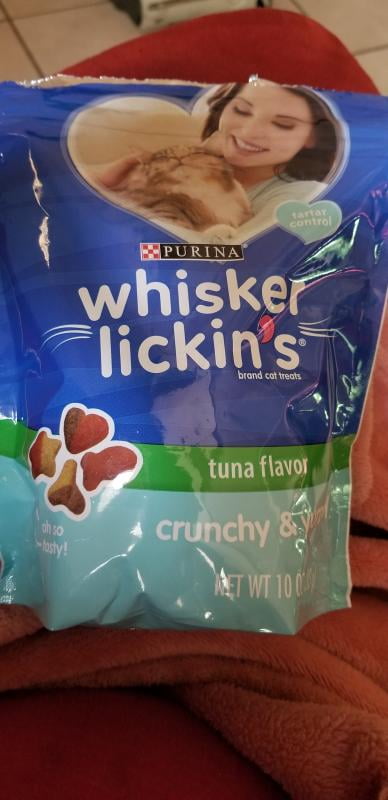 tartar
control
PURINA
whisker
lickin's®
brand cat treats
tuna flavor
oh so
tasty!
crunchy &
NET WT 10